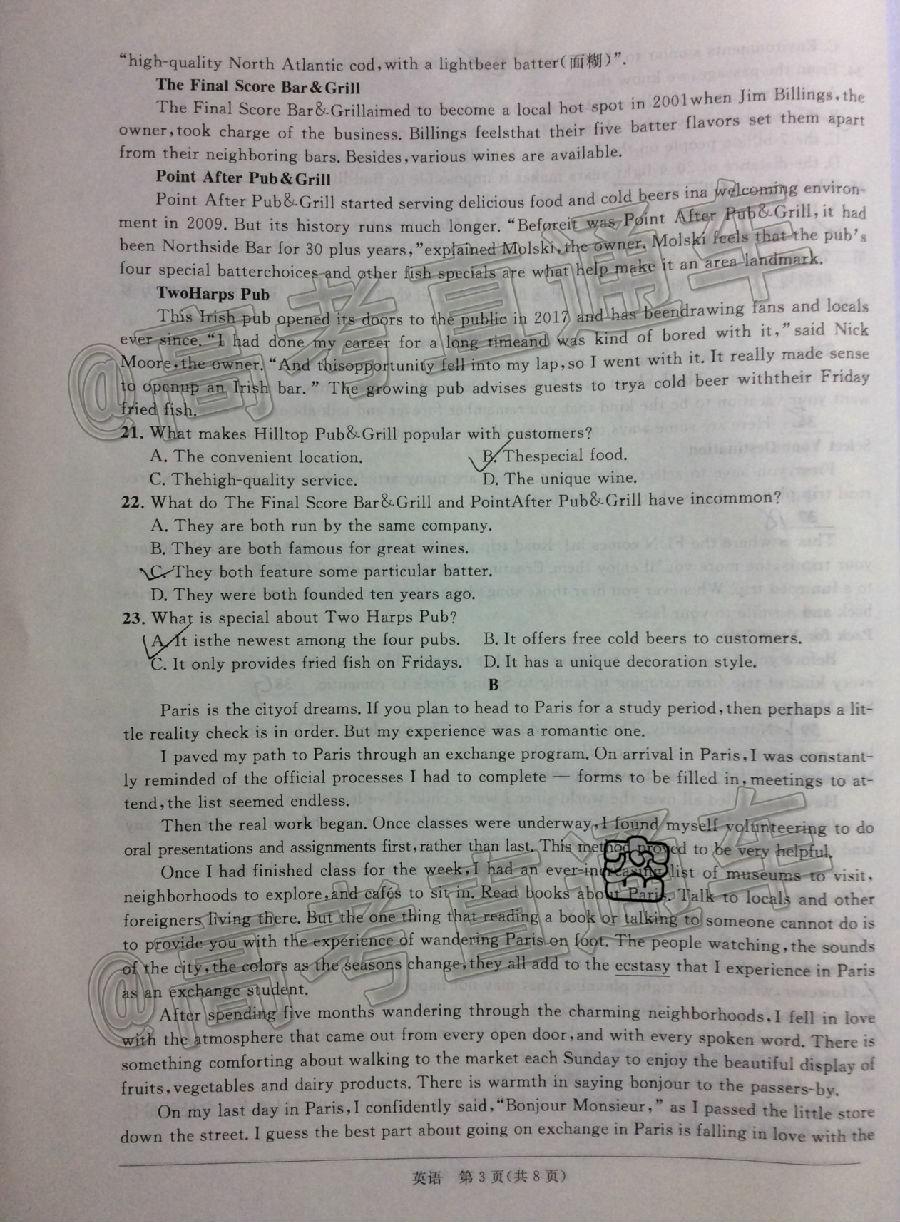 “high-quality North Atlantic cod,with a lightbeer batter(面糊)”.
The Final Score Bar&Grill
The Final Score Bar&Grillaimed to become a local hot spot in 2001when Jim Billings,the
owner,took charge of the business. Billings feelsthat their five batter flavors set them apart
from their neighboring bars. Besides,various wines are available.
Point After Pub&Grill
Point After Pub&Grill started serving delicious food and cold beers ina welcoming environ-
ment in 2009. But its history runs much longer. “Beforeit was Point After Pub&Grill,it had
been Northside Bar for 30 plus years,”explained Molski,the owner. Molski feels that the pub's
four special batterchoices and other fish specials are what help make it an area landmark.
TwoHarps Pub
This Irish pub opened its doors to the public in 2017 and has beendrawing fans and locals
ever since. “I had done my career for a long timeand was kind of bored with it,” said Nick
Moore,the owner. “And thisopportunity fell into my lap,so I went with it. It really made sense
to openup an Irish bar.” The growing pub advises guests to trya cold beer withtheir Friday
fried fish.
21. What makes Hilltop Pub&Grill popular with customers?
A. The convenient location. B. Thespecial food.
C. Thehigh-quality service. D. The unique wine.
22. What do The Final Score Bar&Grill and PointAfter Pub&Grill have incommon?
A. They are both run by the same company.
B. They are both famous for great wines.
C. They both feature some particular batter.
D. They were both founded ten years ago.
23. What is special about Two Harps Pub?
A. It isthe newest among the four pubs. B. It offers free cold beers to customers.
C. It only provides fried fish on Fridays. D. It has a unique decoration style.
B
Paris is the cityof dreams. If you plan to head to Paris for a study period,then perhaps a lit-
tle reality check is in order. But my experience was a romantic one.
I paved my path to Paris through an exchange program. On arrival in Paris,I was constant-
ly reminded of the official processes I had to complete — forms to be filled in,meetings to at-
tend,the list seemed endless.
Then the real work began. Once classes were underway,I found myself volunteering to do
oral presentations and assignments first,rather than last. This method proved to be very helpful.
Once I had finished class for the week,I had an ever-increasing list of museums to visit,
neighborhoods to explore,and cafés to sit in. Read books about Paris. Talk to locals and other
foreigners living there. But the one thing that reading a book or talking to someone cannot do is
to provide you with the experience of wandering Paris on foot. The people watching,the sounds
of the city,the colors as the seasons change,they all add to the ecstasy that I experience in Paris
as an exchange student.
After spending five months wandering through the charming neighborhoods,I fell in love
with the atmosphere that came out from every open door,and with every spoken word. There is
something comforting about walking to the market each Sunday to enjoy the beautiful display of
fruits,vegetables and dairy products. There is warmth in saying bonjour to the passers-by.
On my last day in Paris,I confidently said,“Bonjour Monsieur,” as I passed the little store
down the street. I guess the best part about going on exchange in Paris is falling in love with the
英语 第 3 页(共 8 页)
@高考直通车
@高考直通车